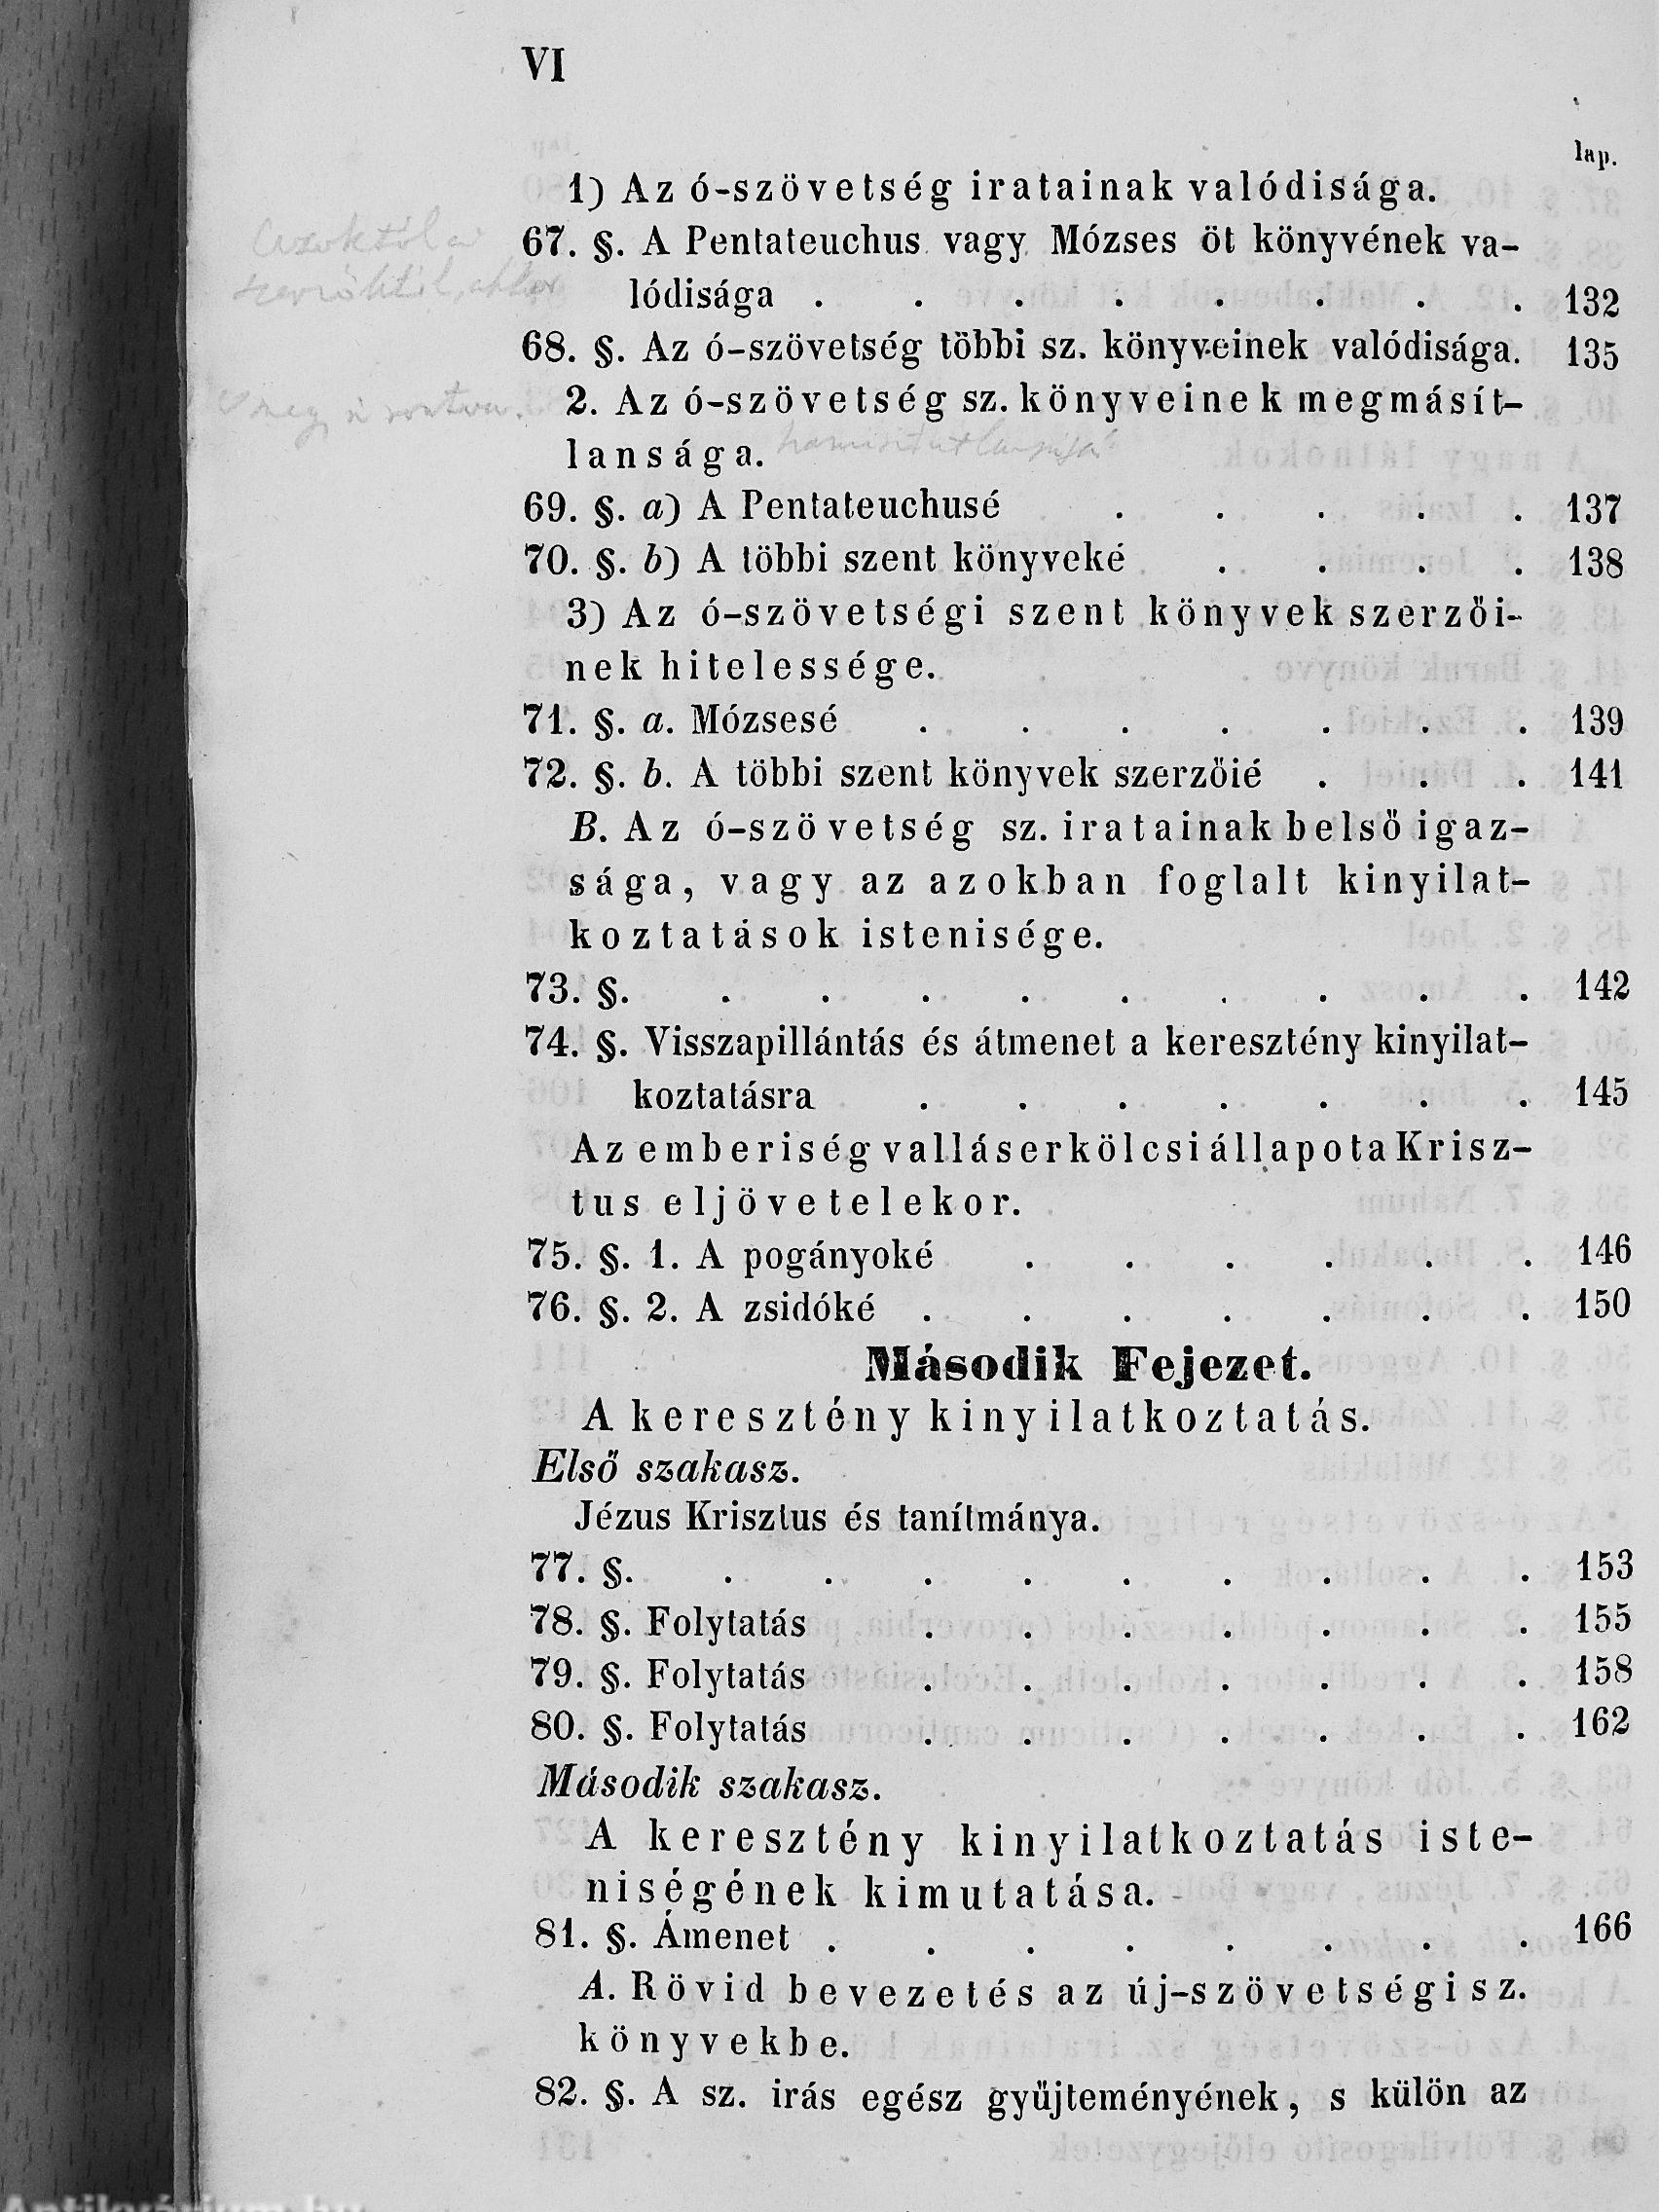 VI
lap.
1) Az ó-szövetség iratainak valódisága.
67. §. A Pentateuchus vagy Mózses öt könyvének va-
lódisága . . . . . . . . 132
68. §. Az ó-szövetség többi sz. könyveinek valódisága. 135
2. Az ó-szövetség sz. könyveinek megmásít-
lansága.
69. §. a) A Pentateuchusé . . . . . 137
70. §. b) A többi szent könyveké . . . . 138
3) Az ó-szövetségi szent könyvek szerzői-
nek hitelessége.
71. §. a. Mózsesé . . . . . . . 139
72. §. b. A többi szent könyvek szerzőié . . . 141
B. Az ó-szövetség sz. iratainak belső igaz-
sága, vagy az azokban foglalt kinyilat-
koztatások istenisége.
73. §. . . . . . . . . . 142
74. §. Visszapillántás és átmenet a keresztény kinyilat-
koztatásra . . . . . . . 145
Az emberiség valláserkölcsi állapota Krisz-
tus eljövetelekor.
75. §. 1. A pogányoké . . . . . . 146
76. §. 2. A zsidóké . . . . . . . 150
Második Fejezet.
A keresztény kinyilatkoztatás.
Első szakasz.
Jézus Krisztus és tanítmánya.
77. §. . . . . . . . . . 153
78. §. Folytatás . . . . . . . 155
79. §. Folytatás . . . . . . . 158
80. §. Folytatás . . . . . . . 162
Második szakasz.
A keresztény kinyilatkoztatás iste-
niségének kimutatása.
81. §. Ámenet . . . . . . . . 166
A. Rövid bevezetés az új-szövetségi sz.
könyvekbe.
82. §. A sz. irás egész gyűjteményének, s külön az